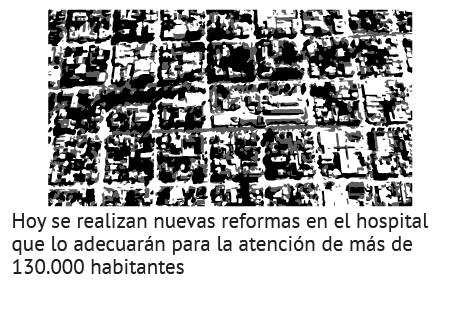 Hoy se realizan nuevas reformas en el hospital
que lo adecuarán para la atención de más de
130.000 habitantes